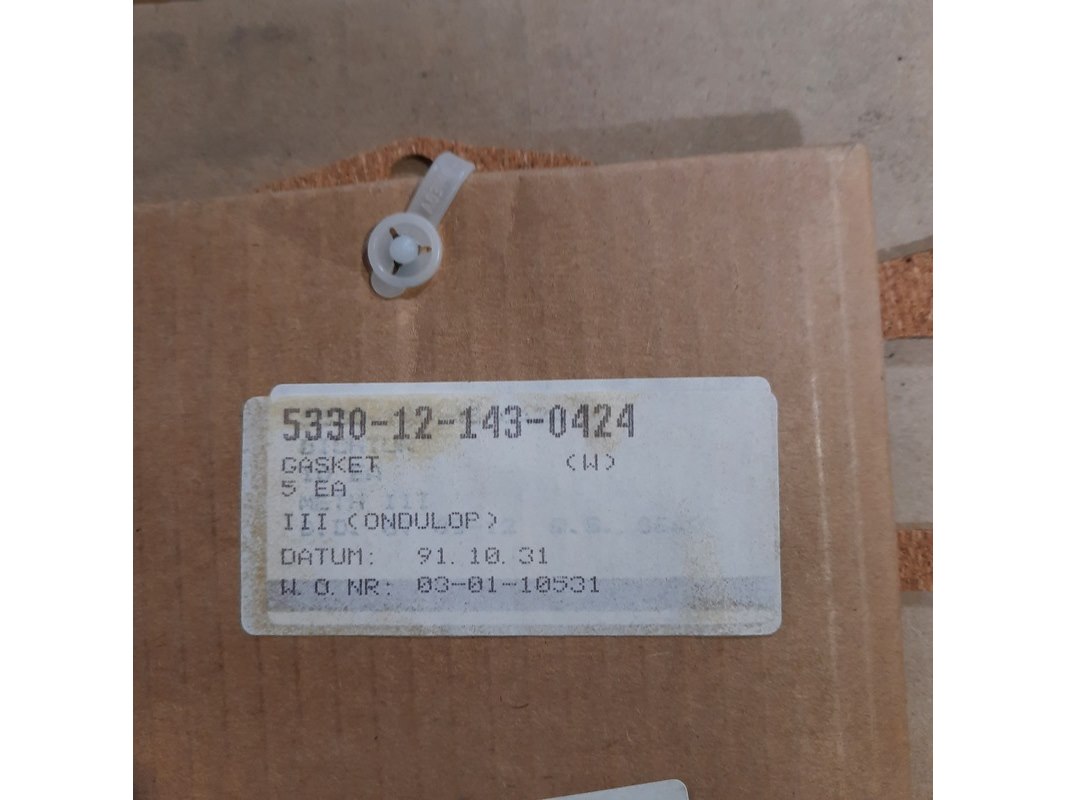 5330-12-143-0424
GASKET (W)
5 EA
III (ONDULOP)
DATUM: 91.10.31
W.O.NR: 03-01-10531